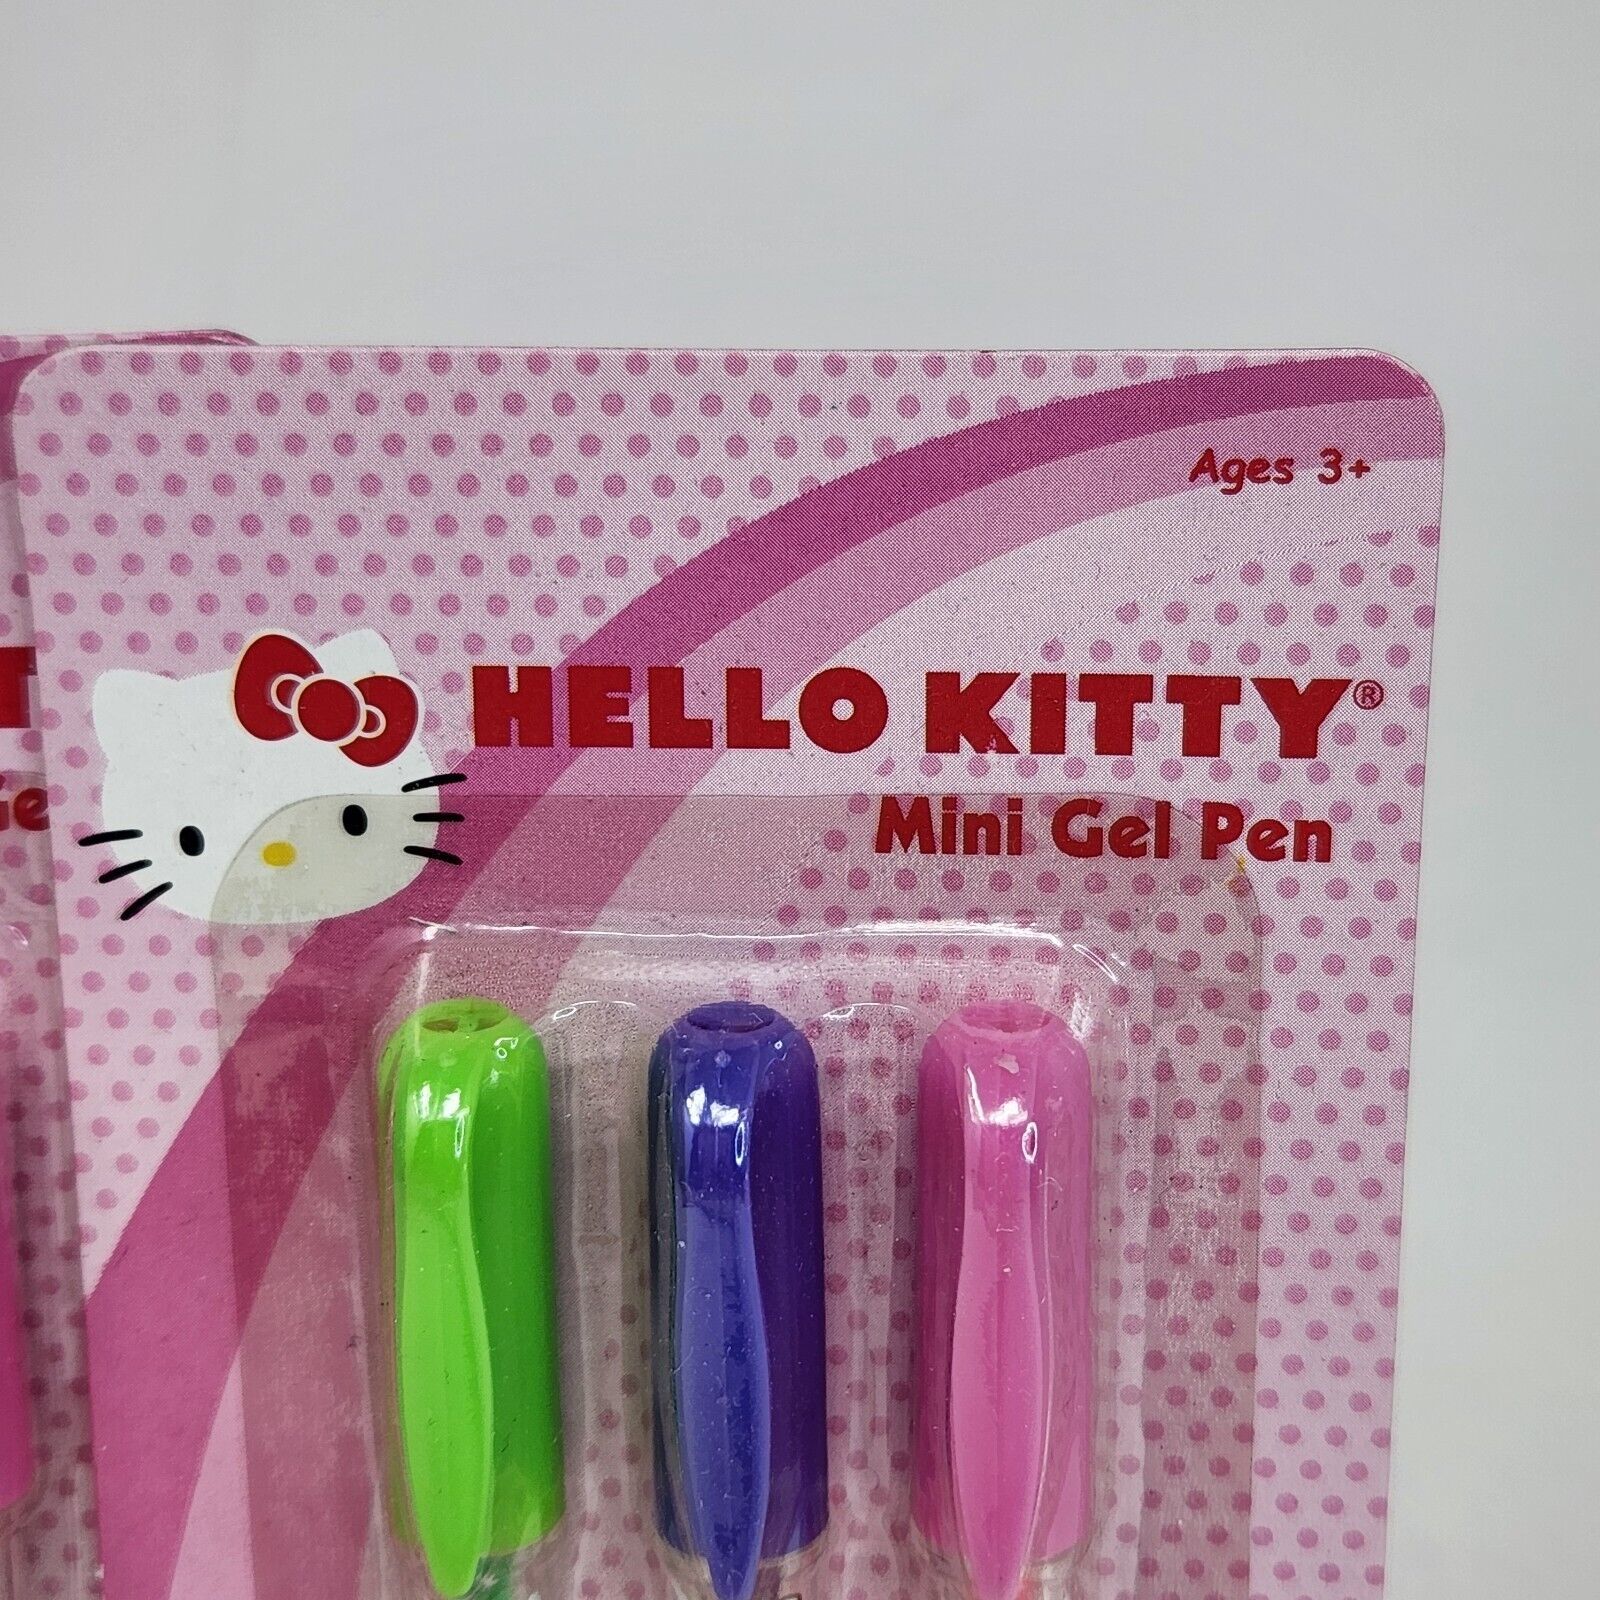 Ages 3+
HELLO KITTY®
Mini Gel Pen